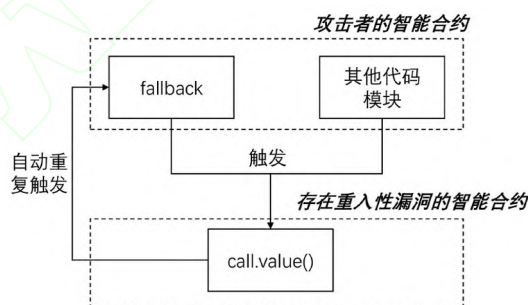 攻击者的智能合约
fallback
其他代码
模块
触发
自动重
复触发
存在重入性漏洞的智能合约
call.value()